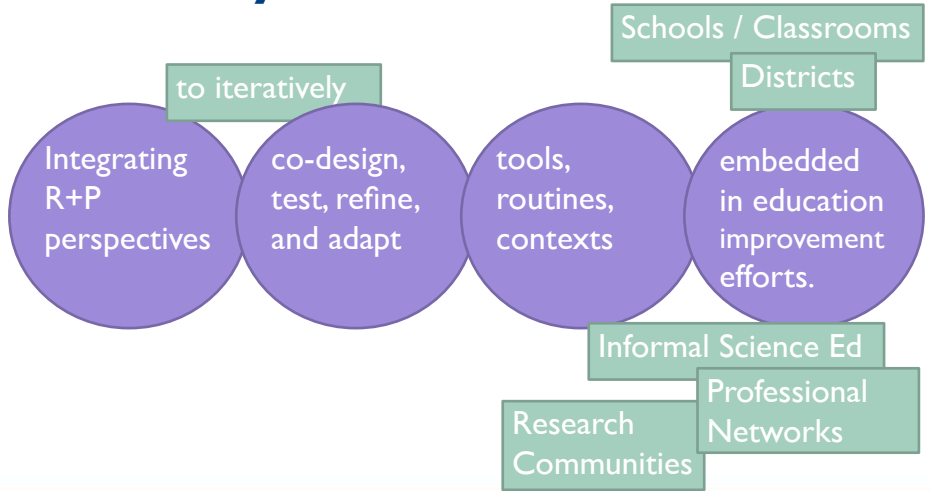 Schools / Classrooms
Districts
to iteratively
Integrating
R+P
perspectives
co-design,
test, refine,
and adapt
tools,
routines,
contexts
embedded
in education
improvement
efforts.
Informal Science Ed
Professional
Networks
Research
Communities